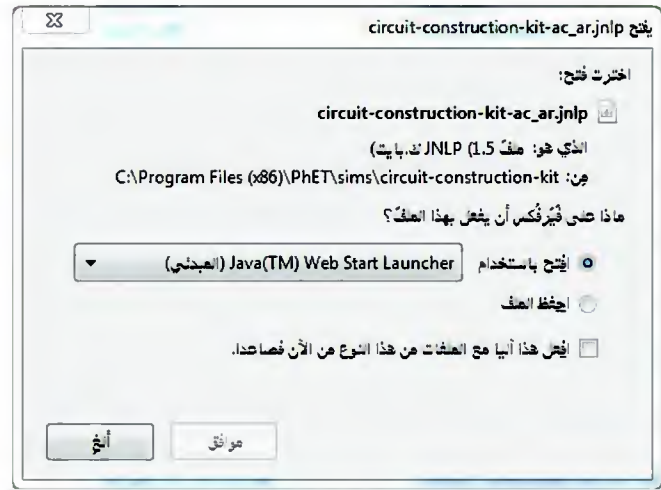 يفتح circuit-construction-kit-ac_ar.jnlp
اخترت فتح:
circuit-construction-kit-ac_ar.jnlp
الذي هو: ملفّ JNLP (1.5 ك.بايت)
مِن: C:\Program Files (x86)\PhET\sims\circuit-construction-kit
ماذا على فَيَرفُكس أن يفعل بهذا الملفّ؟
افتح باستخدام Java(TM) Web Start Launcher (المبدئي)
احفظ الملف
افعل هذا آليا مع الملفات من هذا النوع من الآن فصاعدا.
موافق
ألغِ